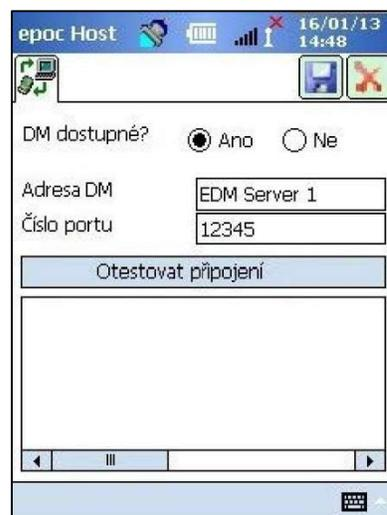 epoc Host 16/01/13
14:48
DM dostupné? Ano Ne
Adresa DM EDM Server 1
Číslo portu 12345
Otestovat připojení